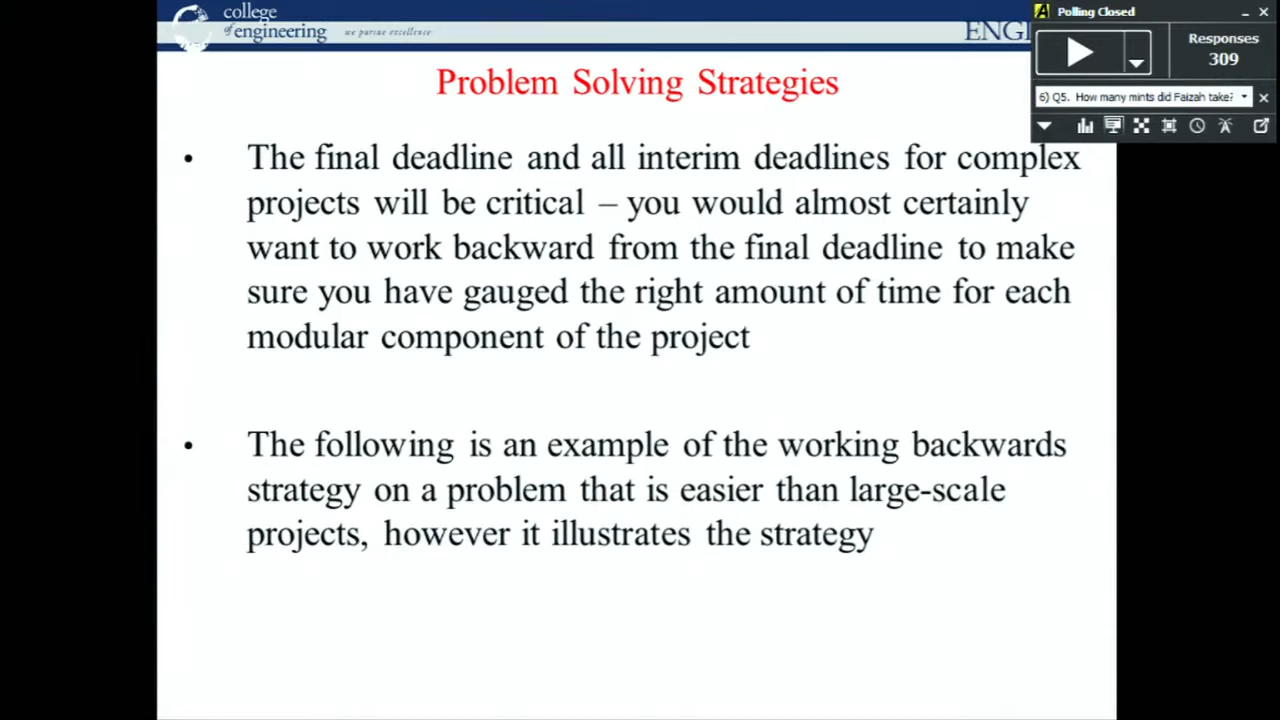 college
of engineering
we pursue excellence
ENG
Polling Closed
Responses
309
6) Q5. How many mints did Faizah take?
Problem Solving Strategies
• The final deadline and all interim deadlines for complex
projects will be critical – you would almost certainly
want to work backward from the final deadline to make
sure you have gauged the right amount of time for each
modular component of the project
• The following is an example of the working backwards
strategy on a problem that is easier than large-scale
projects, however it illustrates the strategy